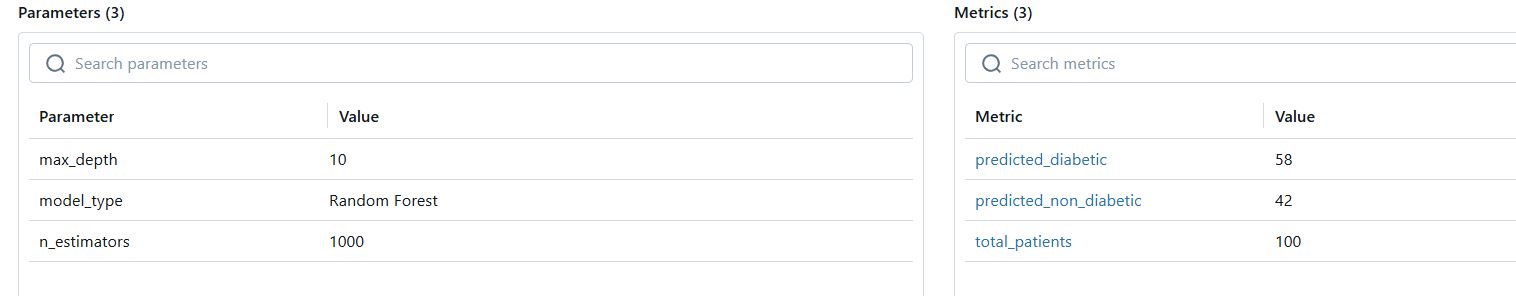 Parameters (3)
Search parameters
Parameter Value
max_depth 10
model_type Random Forest
n_estimators 1000
Metrics (3)
Search metrics
Metric Value
predicted_diabetic 58
predicted_non_diabetic 42
total_patients 100